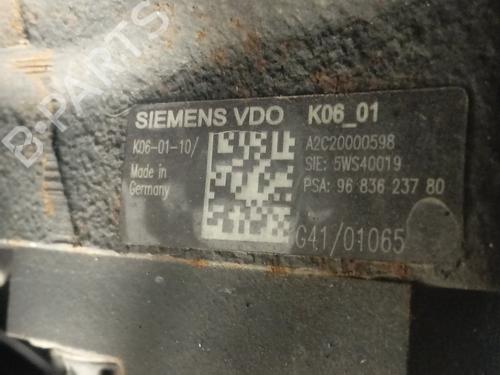 B-PARTS
SIEMENS VDO K06_01
K06-01-10/ A2C20000598
Made in SIE: 5WS40019
Germany PSA: 96 836 237 80
G41/01065